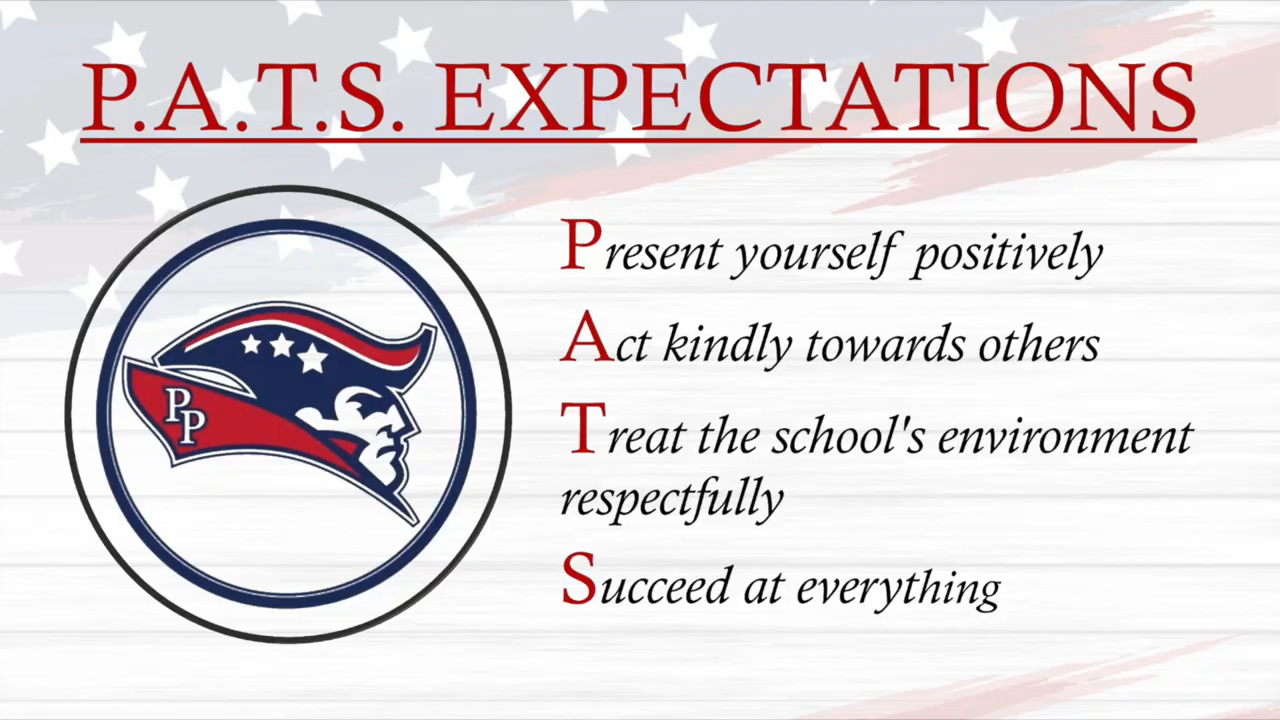 P.A.T.S. EXPECTATIONS
Present yourself positively
Act kindly towards others
Treat the school's environment
respectfully
Succeed at everything
PP